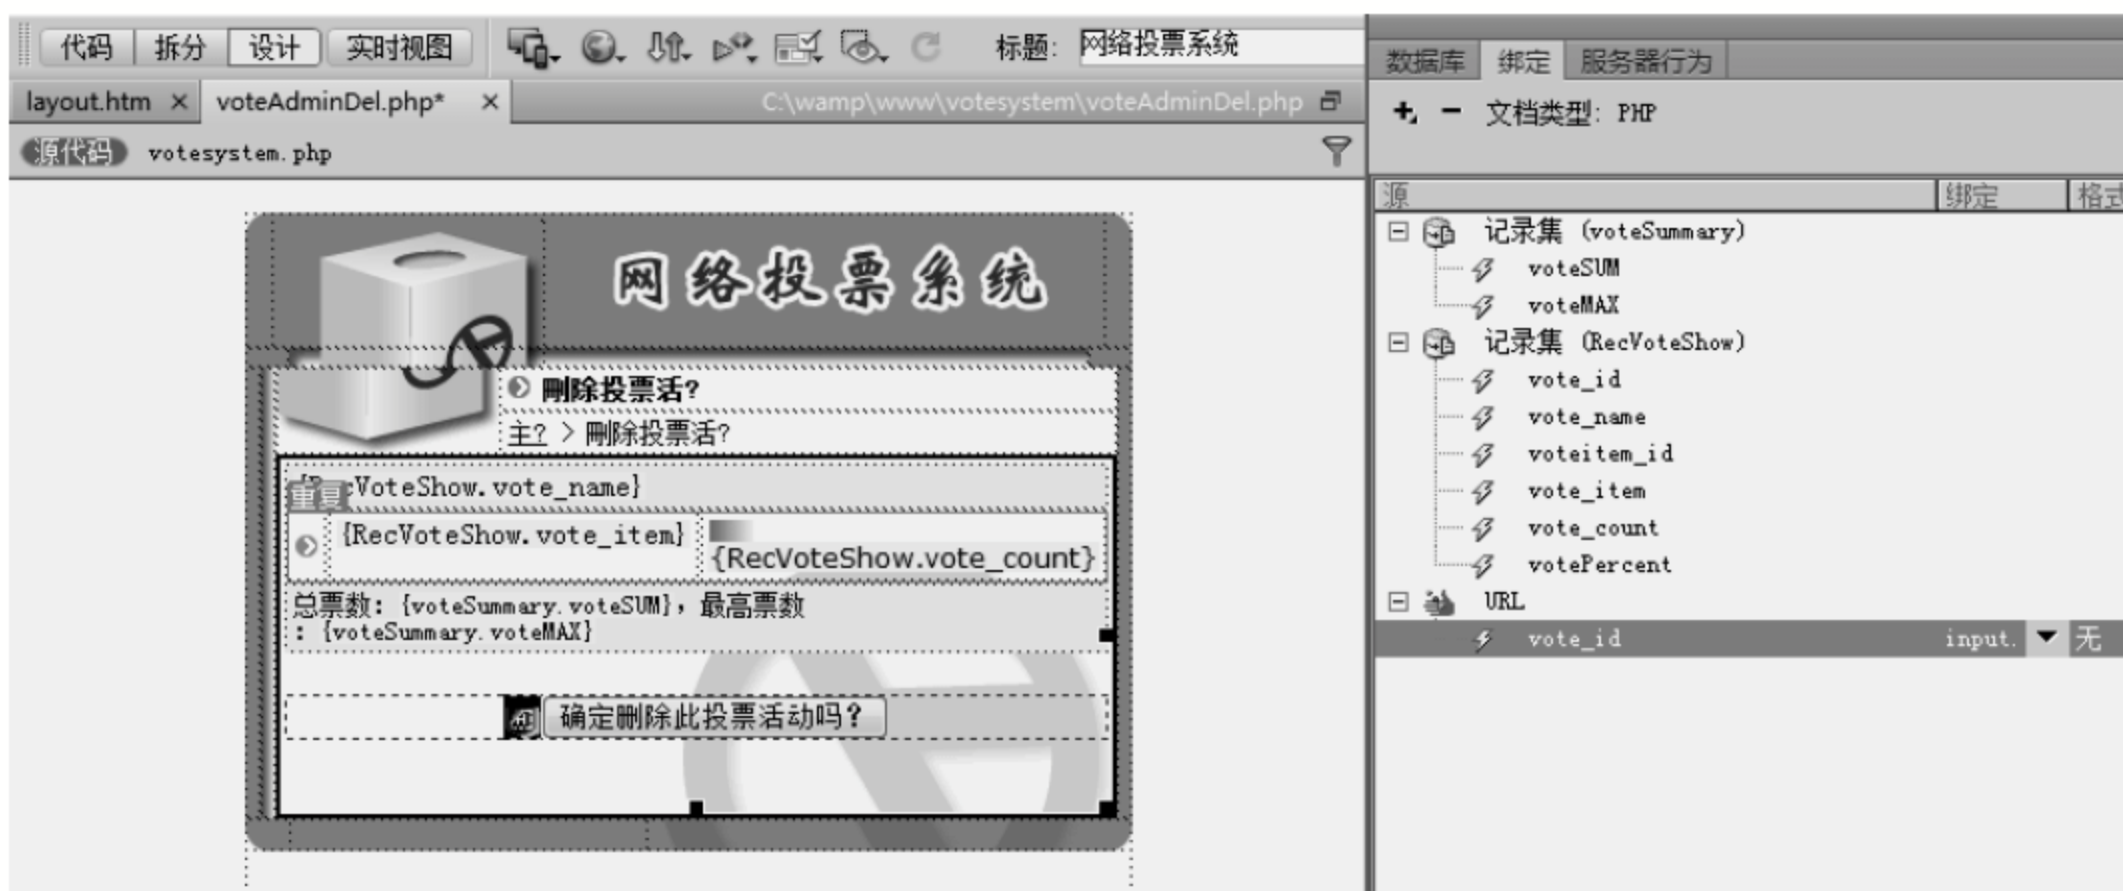 代码 拆分 设计 实时视图 标题: 网络投票系统
layout.htm × voteAdminDel.php* × C:\wamp\www\votesystem\voteAdminDel.php
源代码 votesystem.php
网络投票系统
刪除投票活?
主? > 刪除投票活?
重复 VoteShow.vote_name}
{RecVoteShow.vote_item}
{RecVoteShow.vote_count}
总票数: {voteSummary.voteSUM}，最高票数
: {voteSummary.voteMAX}
确定删除此投票活动吗？
数据库 绑定 服务器行为
文档类型: PHP
源 绑定 格式
记录集 (voteSummary)
voteSUM
voteMAX
记录集 (RecVoteShow)
vote_id
vote_name
voteitem_id
vote_item
vote_count
votePercent
URL
vote_id input. 无